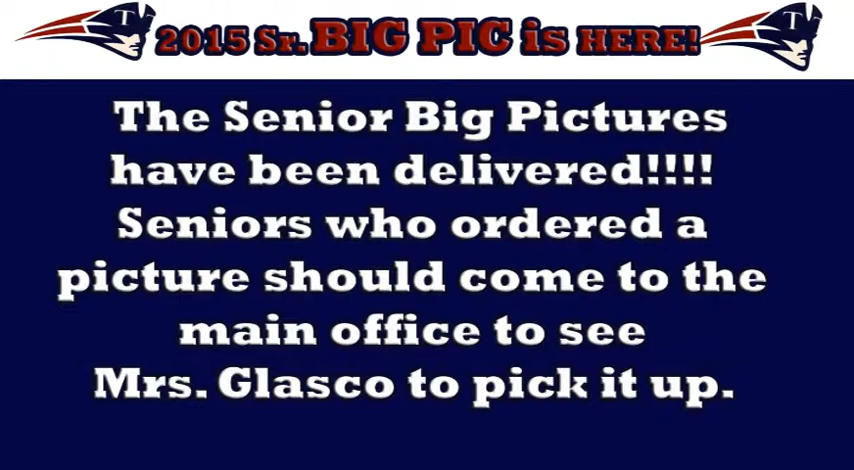 2015 Sr. BIG PIC is HERE!
The Senior Big Pictures
have been delivered!!!!
Seniors who ordered a
picture should come to the
main office to see
Mrs. Glasco to pick it up.